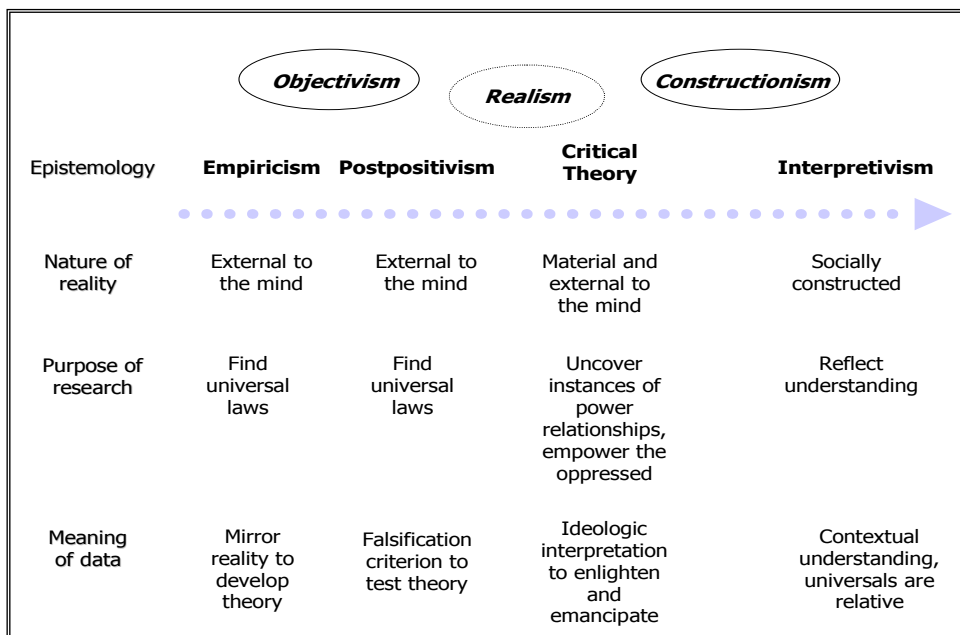 Objectivism
Realism
Constructionism
Epistemology
Empiricism
Postpositivism
Critical
Theory
Interpretivism
Nature of
reality
External to
the mind
External to
the mind
Material and
external to
the mind
Socially
constructed
Purpose of
research
Find
universal
laws
Find
universal
laws
Uncover
instances of
power
relationships,
empower the
oppressed
Reflect
understanding
Meaning
of data
Mirror
reality to
develop
theory
Falsification
criterion to
test theory
Ideologic
interpretation
to enlighten
and
emancipate
Contextual
understanding,
universals are
relative